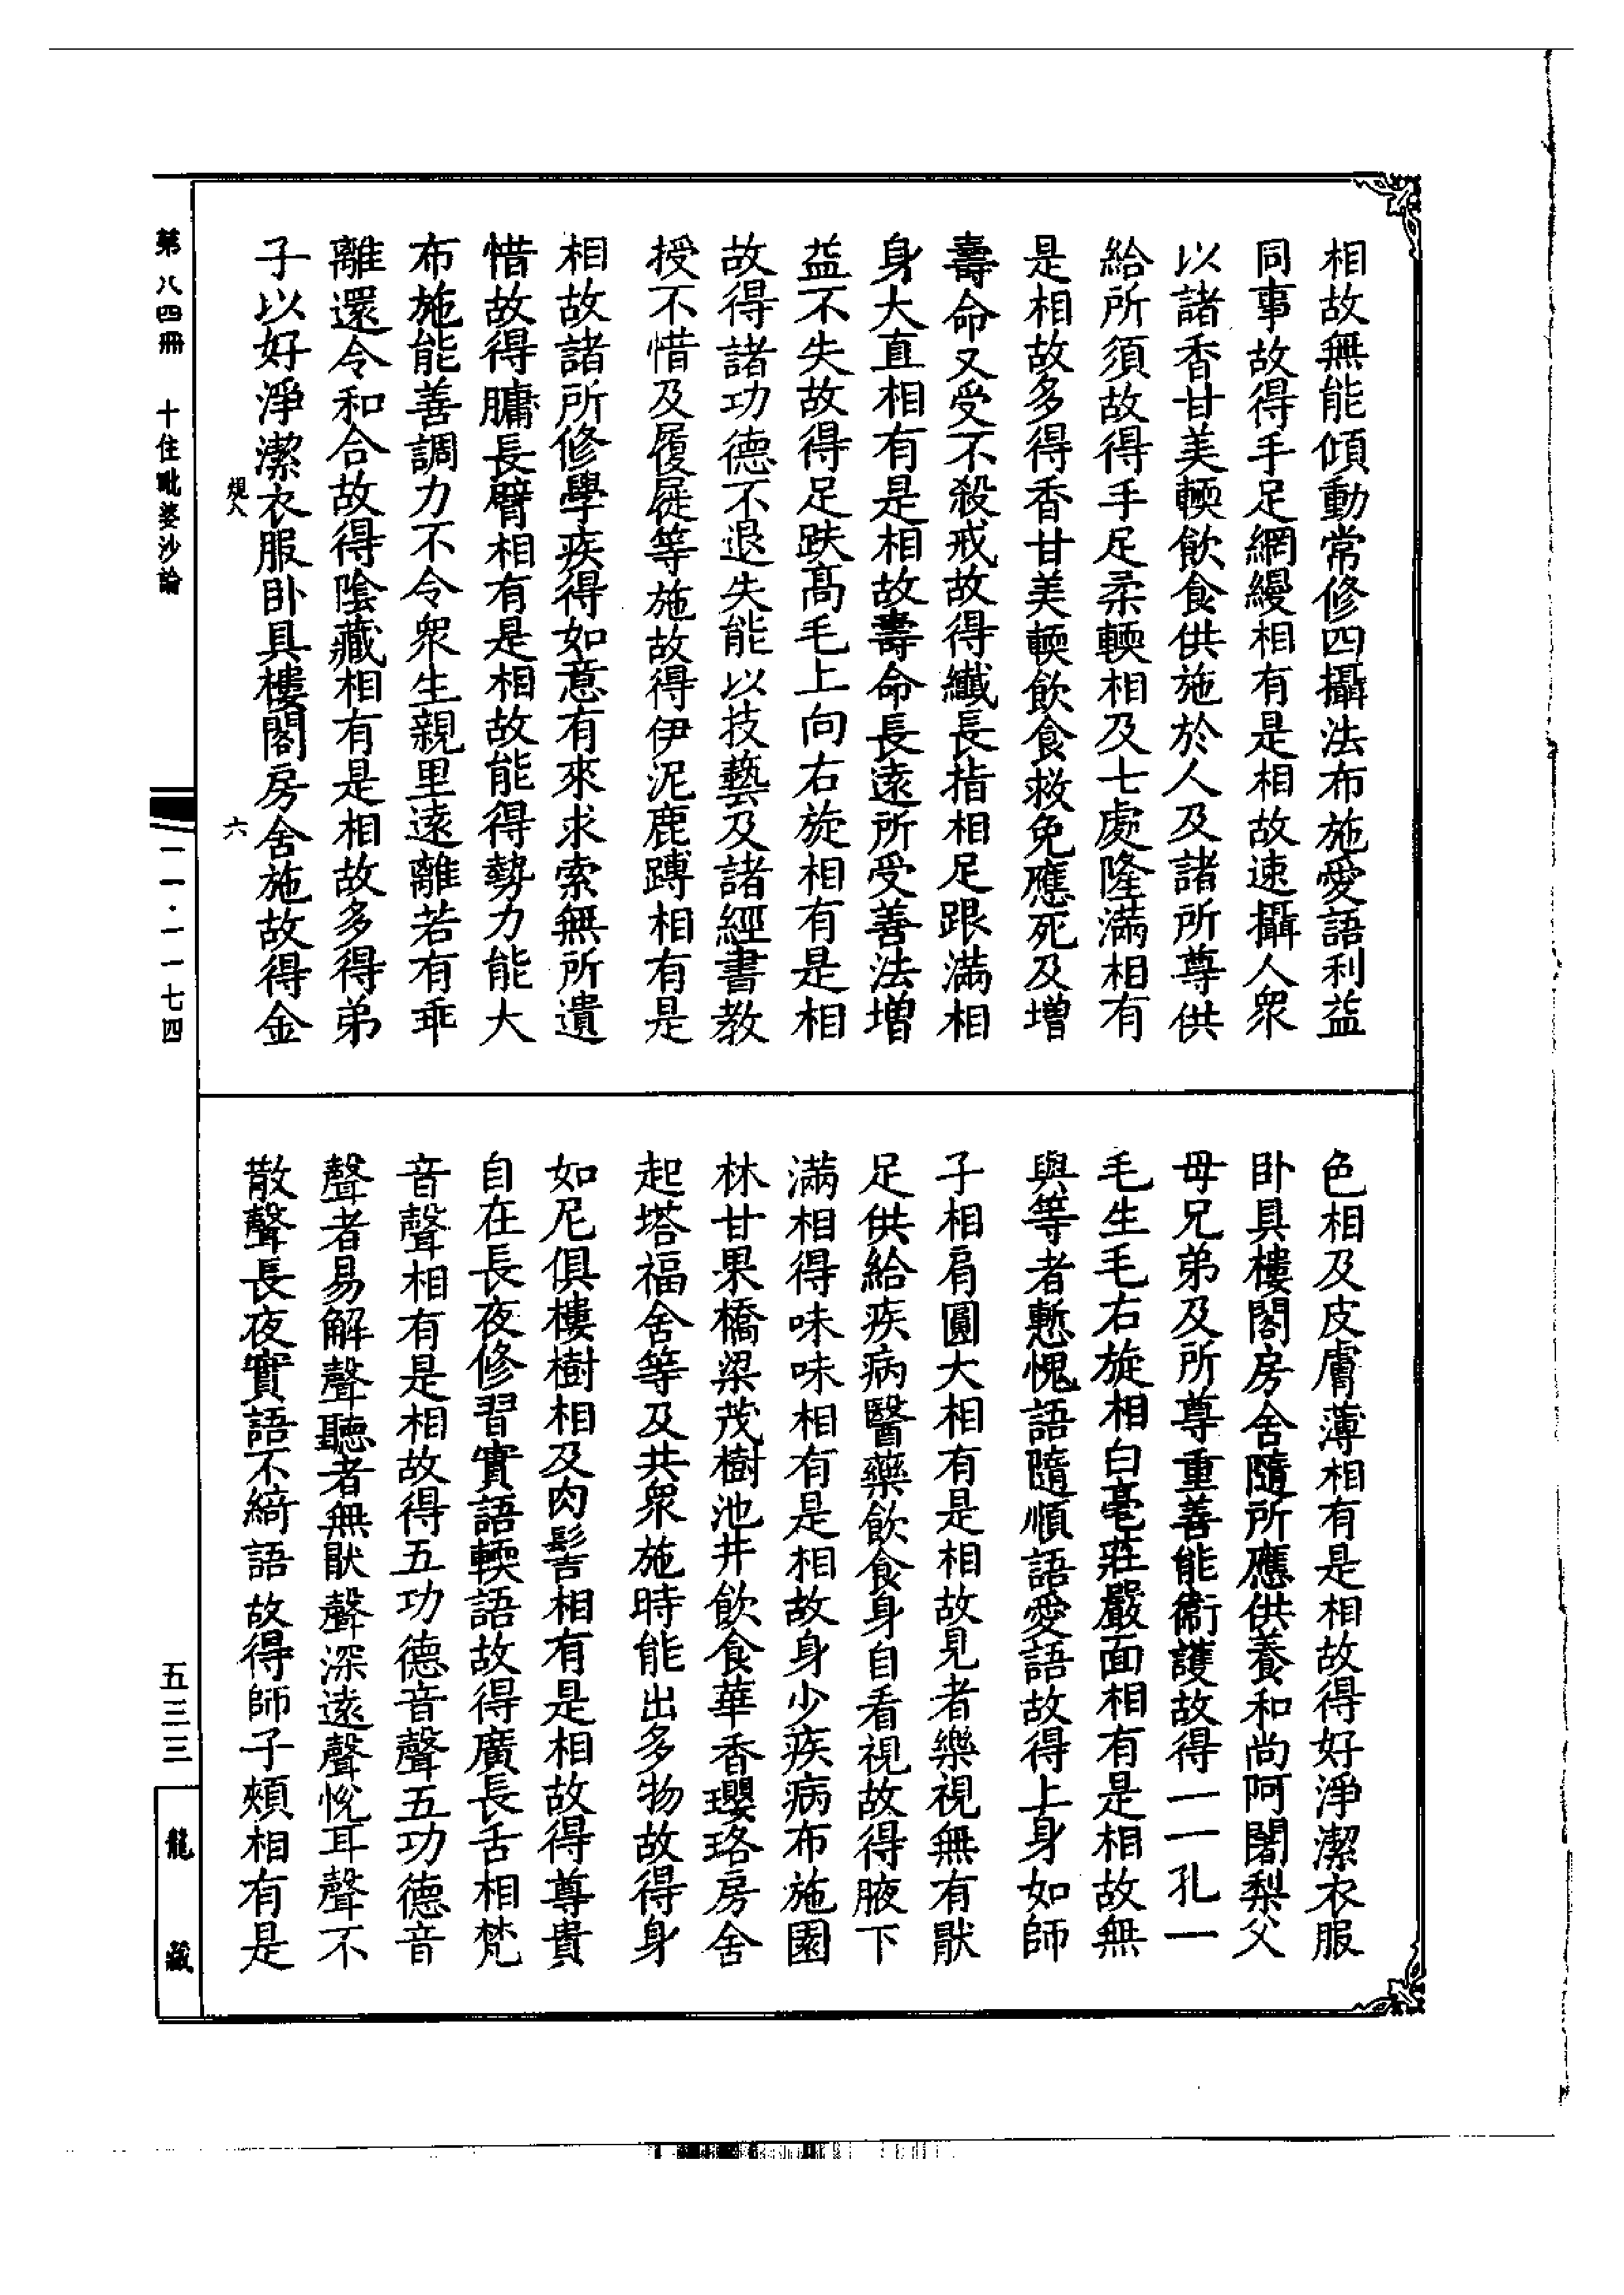 相故無能傾動常修四攝法布施愛語利益
同事故得手足網縵相有是相故速攝人衆
以諸香甘美輭飲食供施於人及諸所尊供
給所須故得手足柔輭相及七處隆滿相有
是相故多得香甘美輭飲食救免應死及增
壽命又受不殺戒故得纖長指相足跟滿相
身大直相有是相故壽命長遠所受善法增
益不失故得足趺髙毛上向右旋相有是相
故得諸功德不退失能以技藝及諸經書教
授不惜及履屣等施故得伊泥鹿䏝相有是
相故諸所修學疾得如意有來求索無所遺
惜故得𦟛長臂相有是相故能得勢力能大
布施能善調力不令衆生親里遠離若有乖
離還令和合故得陰藏相有是相故多得弟
子以好淨潔衣服卧具樓閣房舍施故得金
色相及皮膚薄相有是相故得好淨潔衣服
卧具樓閣房舍隨所應供養和尚阿闍梨父
母兄弟及所尊重善能衞護故得一一孔一
毛生毛右旋相白毫莊嚴面相有是相故無
與等者慙愧語隨順語愛語故得上身如師
子相肩圓大相有是相故見者樂視無有猒
足供給疾病醫藥飲食身自看視故得腋下
滿相得味味相有是相故身少疾病布施園
林甘果橋梁茂樹池井飲食華香瓔珞房舍
起塔福舍等及共衆施時能出多物故得身
如尼俱樓樹相及肉髻相有是相故得尊貴
自在長夜修習實語輭語故得廣長舌相梵
音聲相有是相故得五功德音聲五功德音
聲者易解聲聽者無猒聲深遠聲悅耳聲不
散聲長夜實語不綺語故得師子頰相有是
規八 六
第八四冊 十住毗婆沙論 一一·一一七四 五三三
龍藏